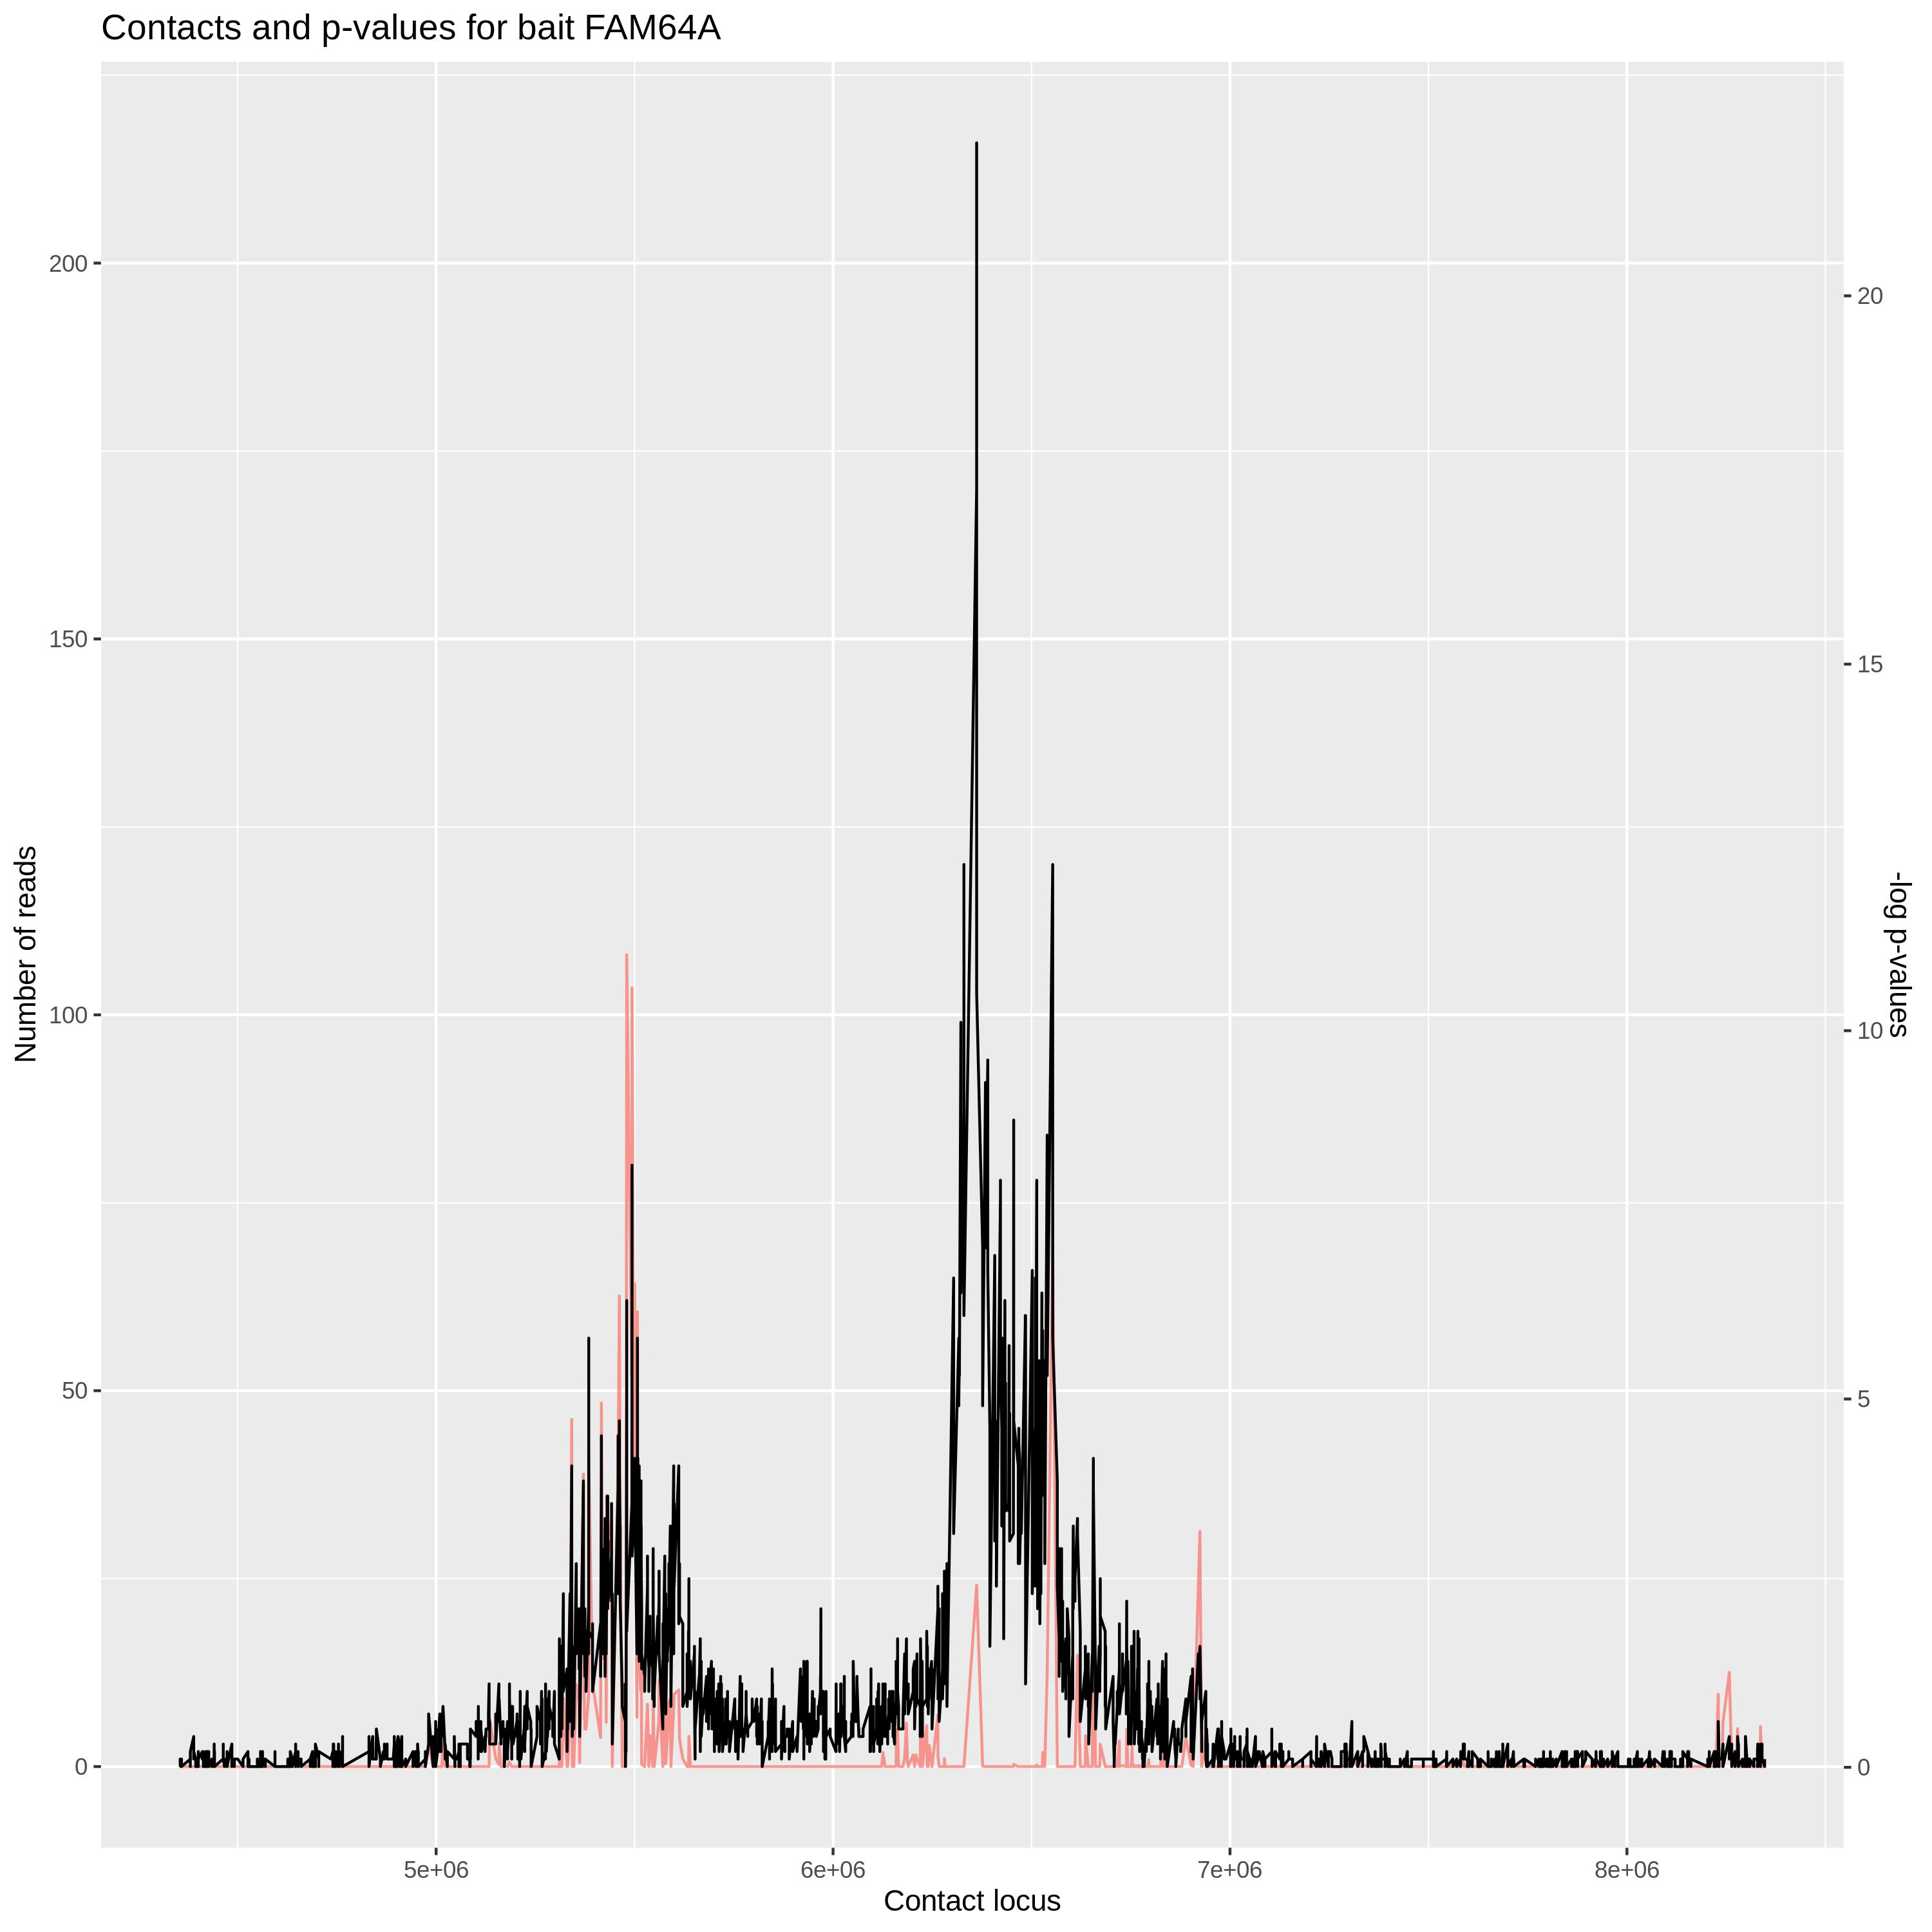 Contacts and p-values for bait FAM64A
200
150
100
50
0
Number of reads
20
15
10
5
0
-log p-values
5e+06
6e+06
7e+06
8e+06
Contact locus